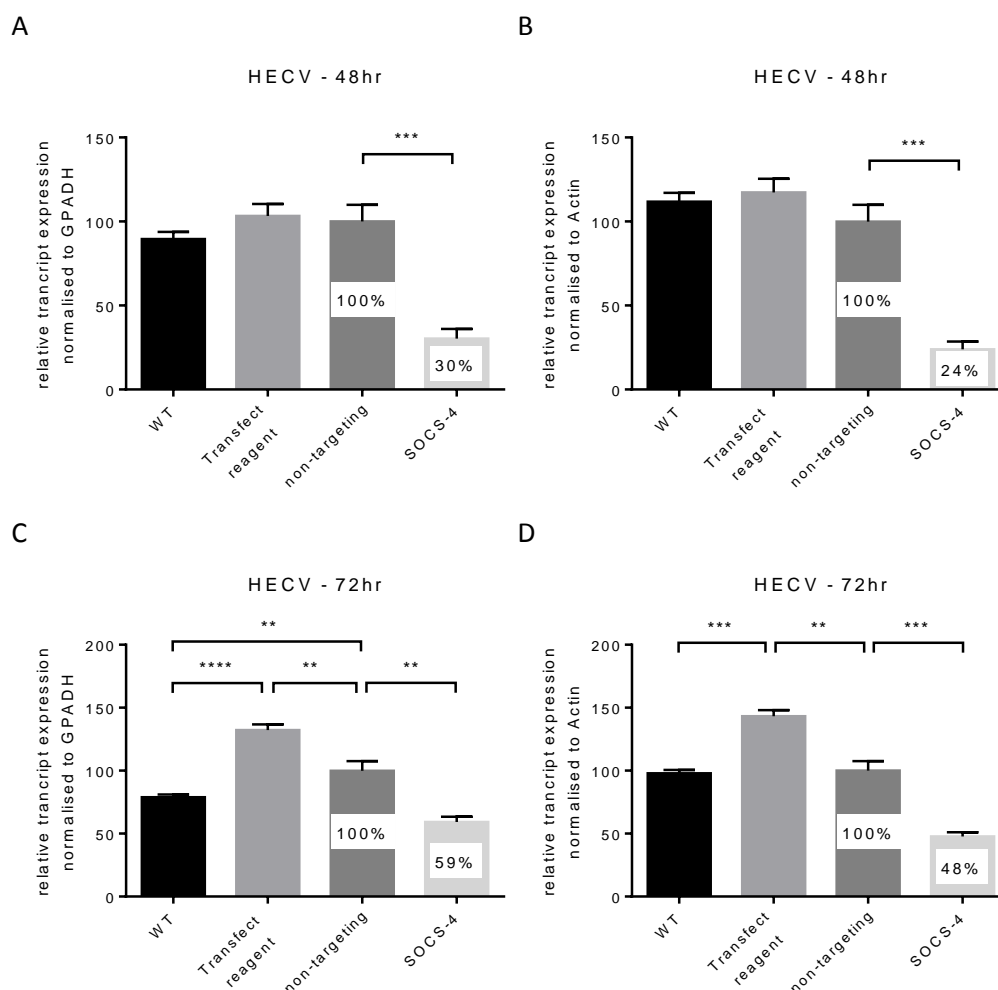 A
HECV - 48hr
relative trancript expression
normalised to GPADH
150
100
50
0
***
100%
30%
WT
Transfect
reagent
non-targeting
SOCS-4
B
HECV - 48hr
relative trancript expression
normalised to Actin
150
100
50
0
***
100%
24%
WT
Transfect
reagent
non-targeting
SOCS-4
C
HECV - 72hr
relative trancript expression
normalised to GPADH
200
150
100
50
0
**
****
**
**
100%
59%
WT
Transfect
reagent
non-targeting
SOCS-4
D
HECV - 72hr
relative trancript expression
normalised to Actin
200
150
100
50
0
***
**
***
100%
48%
WT
Transfect
reagent
non-targeting
SOCS-4